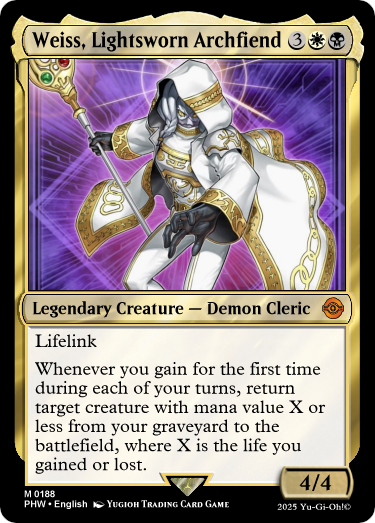 Weiss, Lightsworn Archfiend 3
Legendary Creature — Demon Cleric
Lifelink
Whenever you gain for the first time
during each of your turns, return
target creature with mana value X or
less from your graveyard to the
battlefield, where X is the life you
gained or lost.
4/4
M 0188
PHW • English Yugioh Trading Card Game
2025 Yu-Gi-Oh!©